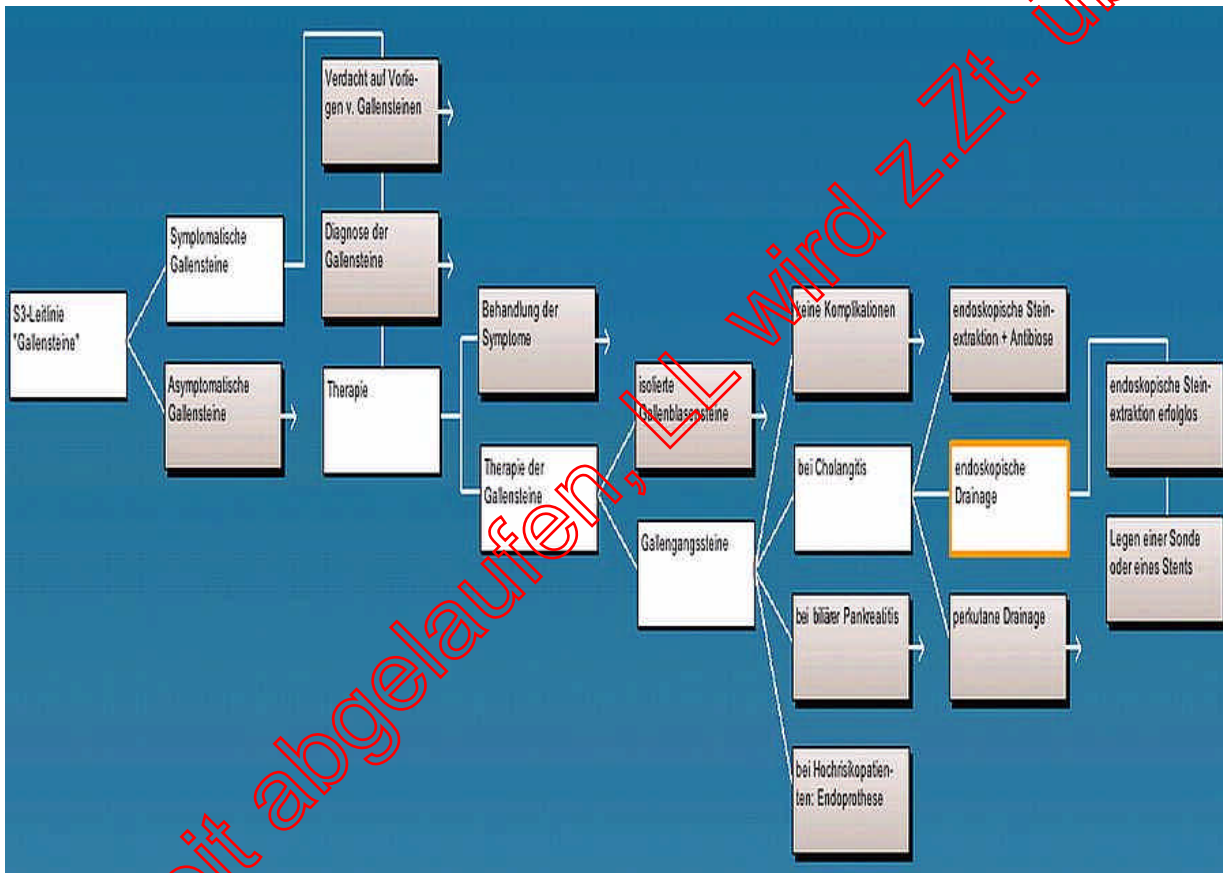 Verdacht auf Vorlie-
gen v. Gallensteinen
Symptomatische
Gallensteine
Diagnose der
Gallensteine
S3-Leitlinie
"Gallensteine"
Asymptomatische
Gallensteine
Therapie
Behandlung der
Symptome
Therapie der
Gallensteine
isolierte
Gallenblasensteine
Gallengangssteine
keine Komplikationen
bei Cholangitis
bei biliärer Pankreatitis
bei Hochrisikopatien-
ten: Endoprothese
endoskopische Stein-
extraktion + Antibiose
endoskopische
Drainage
perkutane Drainage
endoskopische Stein-
extraktion erfolglos
Legen einer Sonde
oder eines Stents
abgelaufen, LL wird z.Zt.